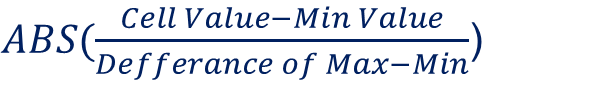 ABS(Cell Value−Min Value
Defferance of Max−Min)